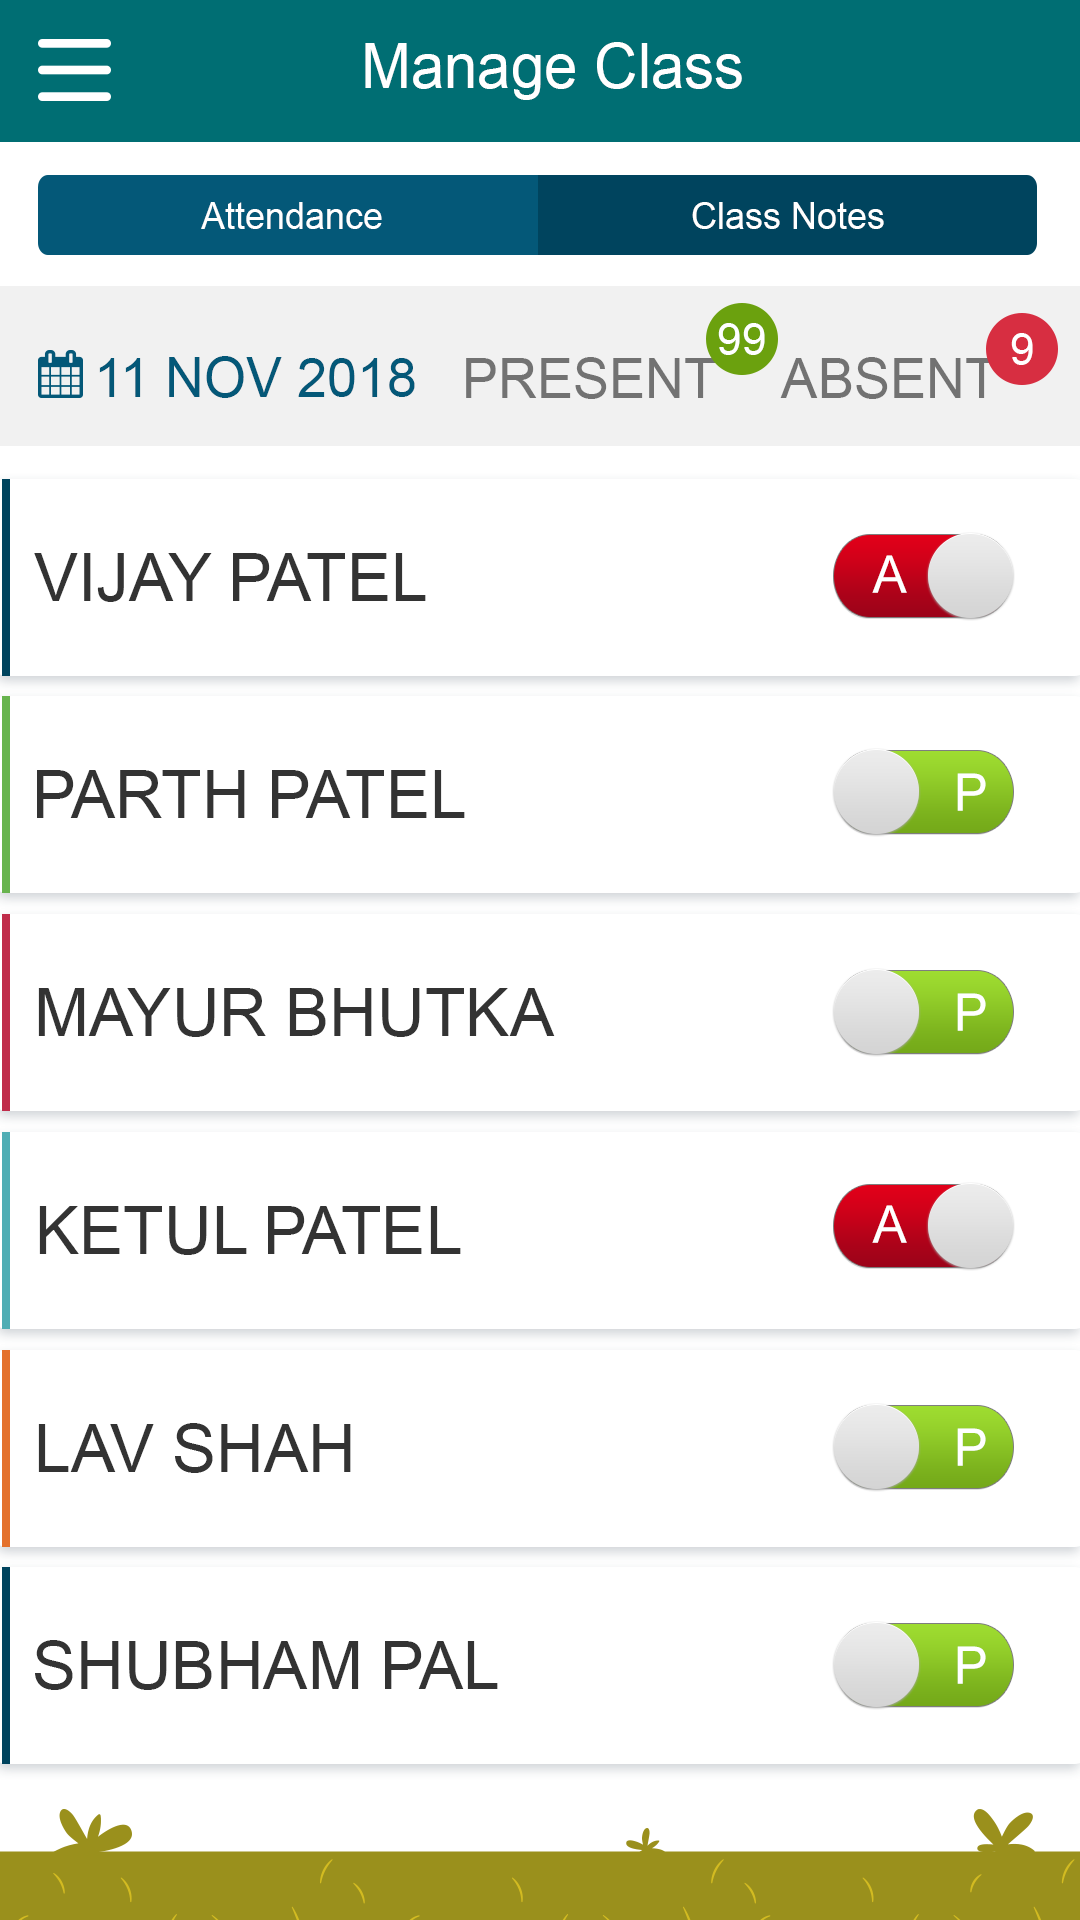 Manage Class
Attendance Class Notes
11 NOV 2018 PRESENT 99 ABSENT 9
VIJAY PATEL A
PARTH PATEL P
MAYUR BHUTKA P
KETUL PATEL A
LAV SHAH P
SHUBHAM PAL P